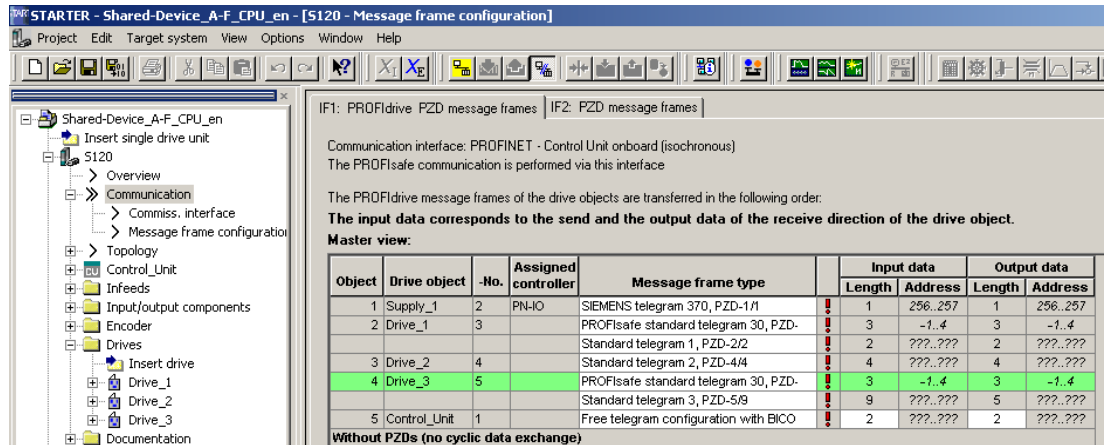 STARTER - Shared-Device_A-F_CPU_en - [S120 - Message frame configuration]
Project Edit Target system View Options Window Help
Shared-Device_A-F_CPU_en
Insert single drive unit
S120
Overview
Communication
Commiss. interface
Message frame configuration
Topology
Control_Unit
Infeeds
Input/output components
Encoder
Drives
Insert drive
Drive_1
Drive_2
Drive_3
Documentation
IF1: PROFIdrive PZD message frames IF2: PZD message frames
Communication interface: PROFINET - Control Unit onboard (isochronous)
The PROFIsafe communication is performed via this interface
The PROFIdrive message frames of the drive objects are transferred in the following order:
The input data corresponds to the send and the output data of the receive direction of the drive object.
Master view:
Object Drive object -No. Assigned controller Message frame type Input data Output data
Length Address Length Address
1 Supply_1 2 PN-IO SIEMENS telegram 370, PZD-1/1 ! 1 256..257 1 256..257
2 Drive_1 3 PROFIsafe standard telegram 30, PZD- ! 3 -1..4 3 -1..4
Standard telegram 1, PZD-2/2 ! 2 ???..??? 2 ???..???
3 Drive_2 4 Standard telegram 2, PZD-4/4 ! 4 ???..??? 4 ???..???
4 Drive_3 5 PROFIsafe standard telegram 30, PZD- ! 3 -1..4 3 -1..4
Standard telegram 3, PZD-5/9 ! 9 ???..??? 5 ???..???
5 Control_Unit 1 Free telegram configuration with BICO ! 2 ???..??? 2 ???..???
Without PZDs (no cyclic data exchange)